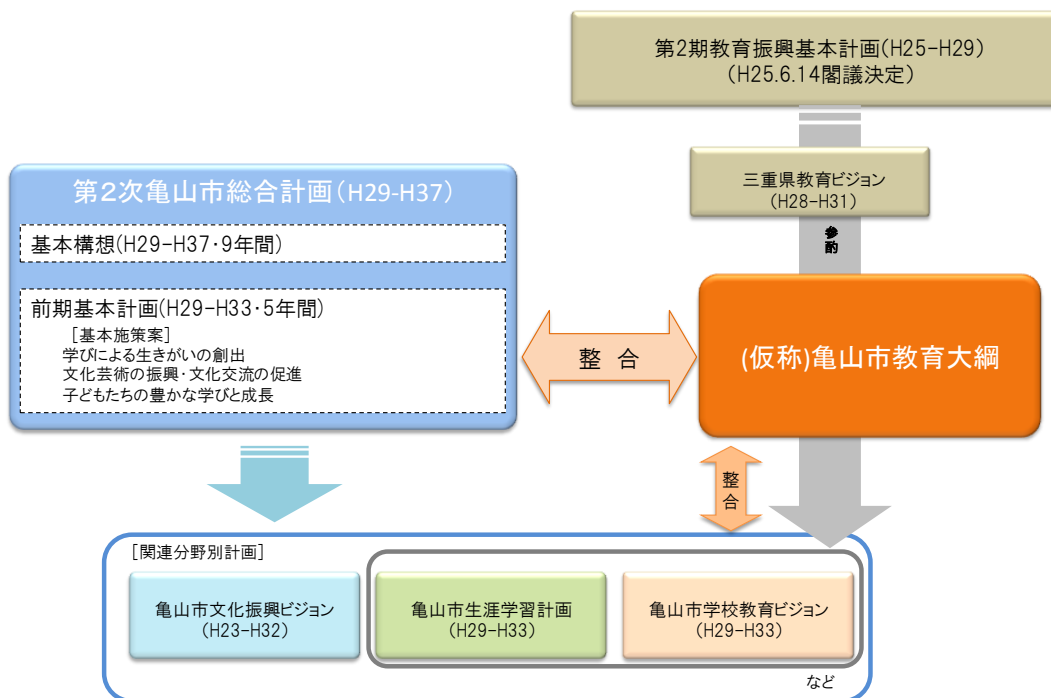 第2期教育振興基本計画(H25-H29)
(H25.6.14閣議決定)
三重県教育ビジョン
(H28-H31)
参酌
第2次亀山市総合計画(H29-H37)
基本構想(H29-H37・9年間)
前期基本計画(H29-H33・5年間)
[基本施策案]
学びによる生きがいの創出
文化芸術の振興・文化交流の促進
子どもたちの豊かな学びと成長
整 合
(仮称)亀山市教育大綱
整合
[関連分野別計画]
亀山市文化振興ビジョン
(H23-H32)
亀山市生涯学習計画
(H29-H33)
亀山市学校教育ビジョン
(H29-H33)
など